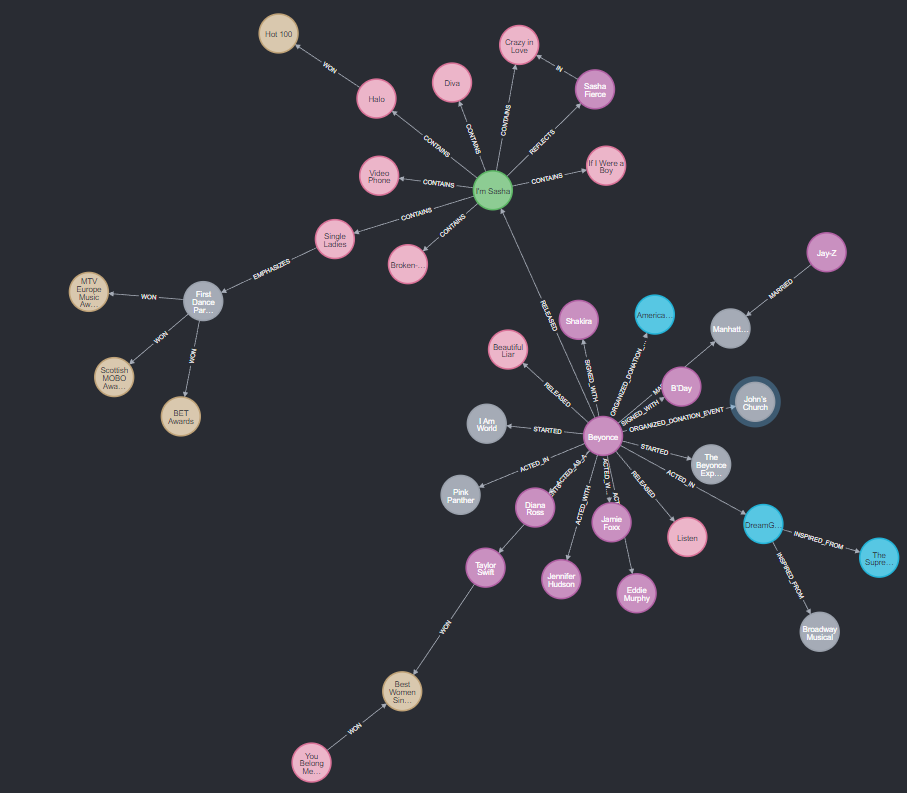 Hot 100
WON
Halo
Diva
Crazy in
Love
IN
Sasha
Fierce
CONTAINS
CONTAINS
CONTAINS
REFLECTS
Video
Phone
CONTAINS
I'm Sasha
CONTAINS
If I Were a
Boy
CONTAINS
CONTAINS
Single
Ladies
Broken-...
EMPHASIZES
MTV
Europe
Music
Aw...
WON
First
Dance
Par...
WON
WON
Scottish
MOBO
Awa...
BET
Awards
RELEASED
Jay-Z
MARRIED
Manhatt...
Shakira
America...
Beautiful
Liar
RELEASED
SIGNED_WITH
ORGANIZED_DONATION_...
B'Day
SIGNED_WITH
John's
Church
ORGANIZED_DONATION_EVENT
I Am
World
STARTED
Beyonce
STARTED
The
Beyonce
Exp...
ACTED_IN
Pink
Panther
ACTED_AS_A
ACTED_WITH
ACTED_W...
RELEASED
ACTED_IN
Diana
Ross
Jamie
Foxx
Listen
DreamG...
INSPIRED_FROM
The
Supre...
INSPIRED_FROM
Taylor
Swift
Jennifer
Hudson
Eddie
Murphy
Broadway
Musical
WON
Best
Women
Sin...
WON
You
Belong
Me...